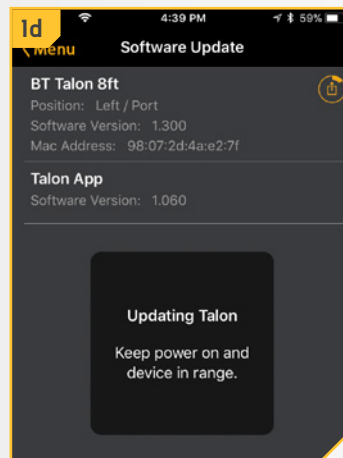 1d
4:39 PM
59%
Menu
Software Update
BT Talon 8ft
Position: Left / Port
Software Version: 1.300
Mac Address: 98:07:2d:4a:e2:7f
Talon App
Software Version: 1.060
Updating Talon
Keep power on and
device in range.